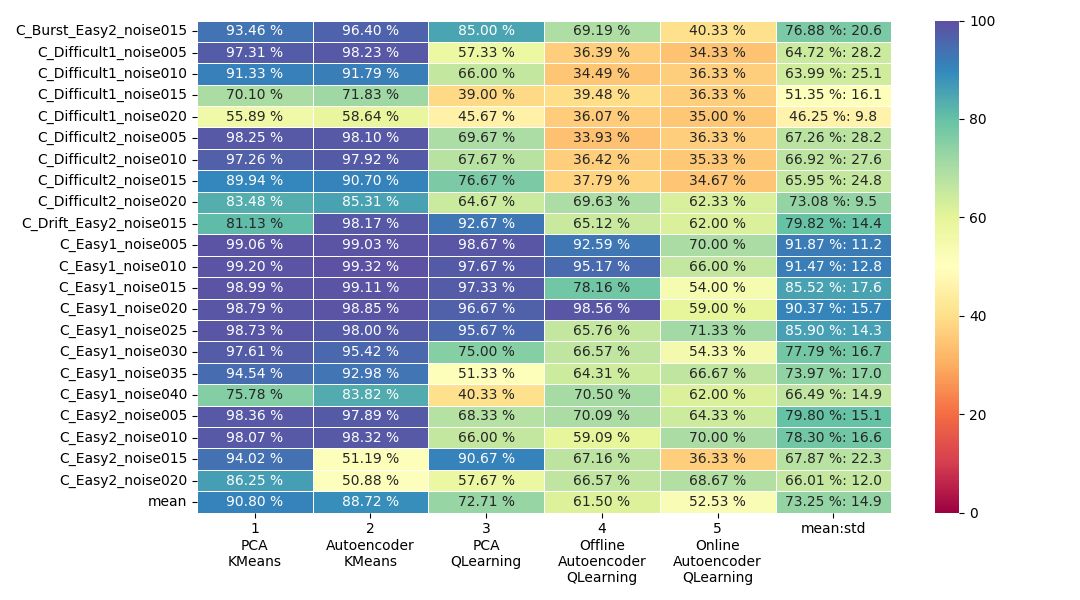 C_Burst_Easy2_noise015 93.46 % 96.40 % 85.00 % 69.19 % 40.33 % 76.88 %: 20.6
C_Difficult1_noise005 97.31 % 98.23 % 57.33 % 36.39 % 34.33 % 64.72 %: 28.2
C_Difficult1_noise010 91.33 % 91.79 % 66.00 % 34.49 % 36.33 % 63.99 %: 25.1
C_Difficult1_noise015 70.10 % 71.83 % 39.00 % 39.48 % 36.33 % 51.35 %: 16.1
C_Difficult1_noise020 55.89 % 58.64 % 45.67 % 36.07 % 35.00 % 46.25 %: 9.8
C_Difficult2_noise005 98.25 % 98.10 % 69.67 % 33.93 % 36.33 % 67.26 %: 28.2
C_Difficult2_noise010 97.26 % 97.92 % 67.67 % 36.42 % 35.33 % 66.92 %: 27.6
C_Difficult2_noise015 89.94 % 90.70 % 76.67 % 37.79 % 34.67 % 65.95 %: 24.8
C_Difficult2_noise020 83.48 % 85.31 % 64.67 % 69.63 % 62.33 % 73.08 %: 9.5
C_Drift_Easy2_noise015 81.13 % 98.17 % 92.67 % 65.12 % 62.00 % 79.82 %: 14.4
C_Easy1_noise005 99.06 % 99.03 % 98.67 % 92.59 % 70.00 % 91.87 %: 11.2
C_Easy1_noise010 99.20 % 99.32 % 97.67 % 95.17 % 66.00 % 91.47 %: 12.8
C_Easy1_noise015 98.99 % 99.11 % 97.33 % 78.16 % 54.00 % 85.52 %: 17.6
C_Easy1_noise020 98.79 % 98.85 % 96.67 % 98.56 % 59.00 % 90.37 %: 15.7
C_Easy1_noise025 98.73 % 98.00 % 95.67 % 65.76 % 71.33 % 85.90 %: 14.3
C_Easy1_noise030 97.61 % 95.42 % 75.00 % 66.57 % 54.33 % 77.79 %: 16.7
C_Easy1_noise035 94.54 % 92.98 % 51.33 % 64.31 % 66.67 % 73.97 %: 17.0
C_Easy1_noise040 75.78 % 83.82 % 40.33 % 70.50 % 62.00 % 66.49 %: 14.9
C_Easy2_noise005 98.36 % 97.89 % 68.33 % 70.09 % 64.33 % 79.80 %: 15.1
C_Easy2_noise010 98.07 % 98.32 % 66.00 % 59.09 % 70.00 % 78.30 %: 16.6
C_Easy2_noise015 94.02 % 51.19 % 90.67 % 67.16 % 36.33 % 67.87 %: 22.3
C_Easy2_noise020 86.25 % 50.88 % 57.67 % 66.57 % 68.67 % 66.01 %: 12.0
mean 90.80 % 88.72 % 72.71 % 61.50 % 52.53 % 73.25 %: 14.9
1 2 3 4 5 mean:std
PCA Autoencoder PCA Offline Online
KMeans KMeans QLearning Autoencoder Autoencoder
QLearning QLearning
100
80
60
40
20
0